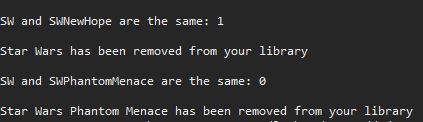 SW and SWNewHope are the same: 1
Star Wars has been removed from your library
SW and SWPhantomMenace are the same: 0
Star Wars Phantom Menace has been removed from your library